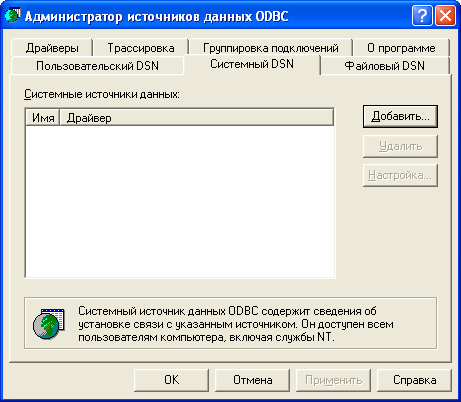 Администратор источников данных ODBC
Драйверы
Трассировка
Группировка подключений
О программе
Пользовательский DSN
Системный DSN
Файловый DSN
Системные источники данных:
Имя
Драйвер
Добавить...
Удалить
Настройка...
Системный источник данных ODBC содержит сведения об
установке связи с указанным источником. Он доступен всем
пользователям компьютера, включая службы NT.
ОК
Отмена
Применить
Справка